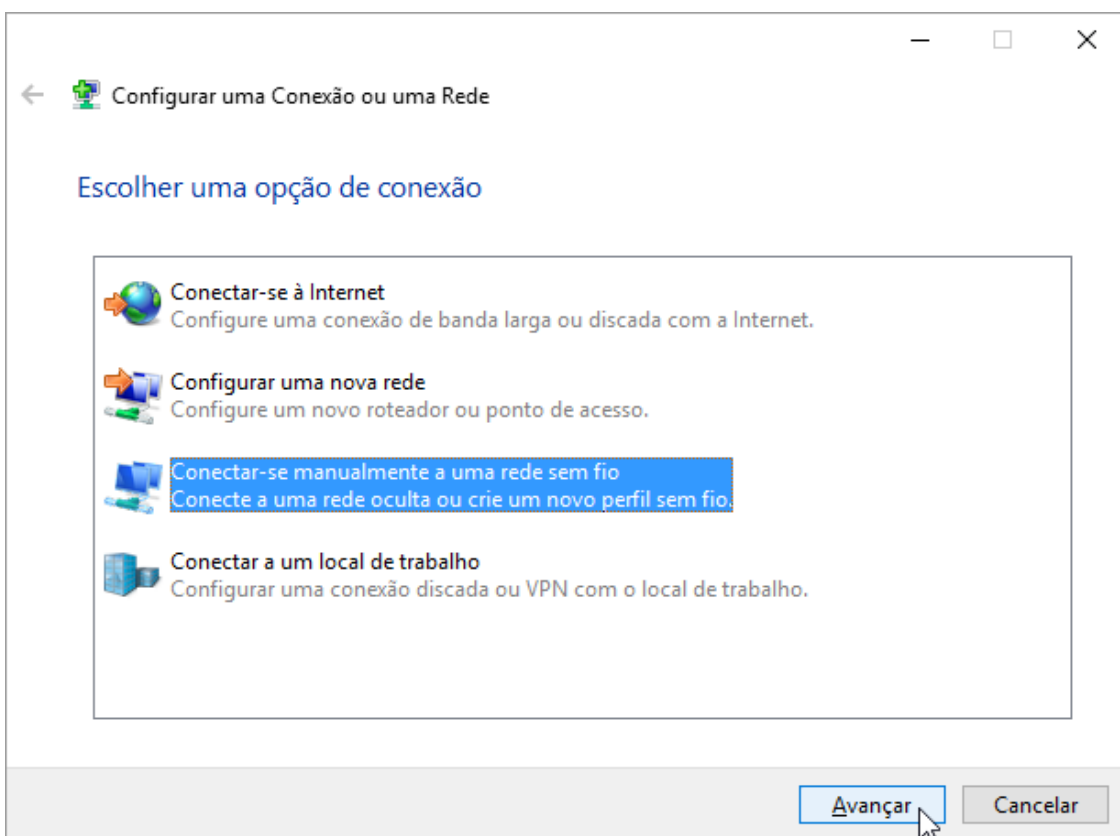 Configurar uma Conexão ou uma Rede
Escolher uma opção de conexão
Conectar-se à Internet
Configure uma conexão de banda larga ou discada com a Internet.
Configurar uma nova rede
Configure um novo roteador ou ponto de acesso.
Conectar-se manualmente a uma rede sem fio
Conecte a uma rede oculta ou crie um novo perfil sem fio.
Conectar a um local de trabalho
Configurar uma conexão discada ou VPN com o local de trabalho.
Avançar
Cancelar